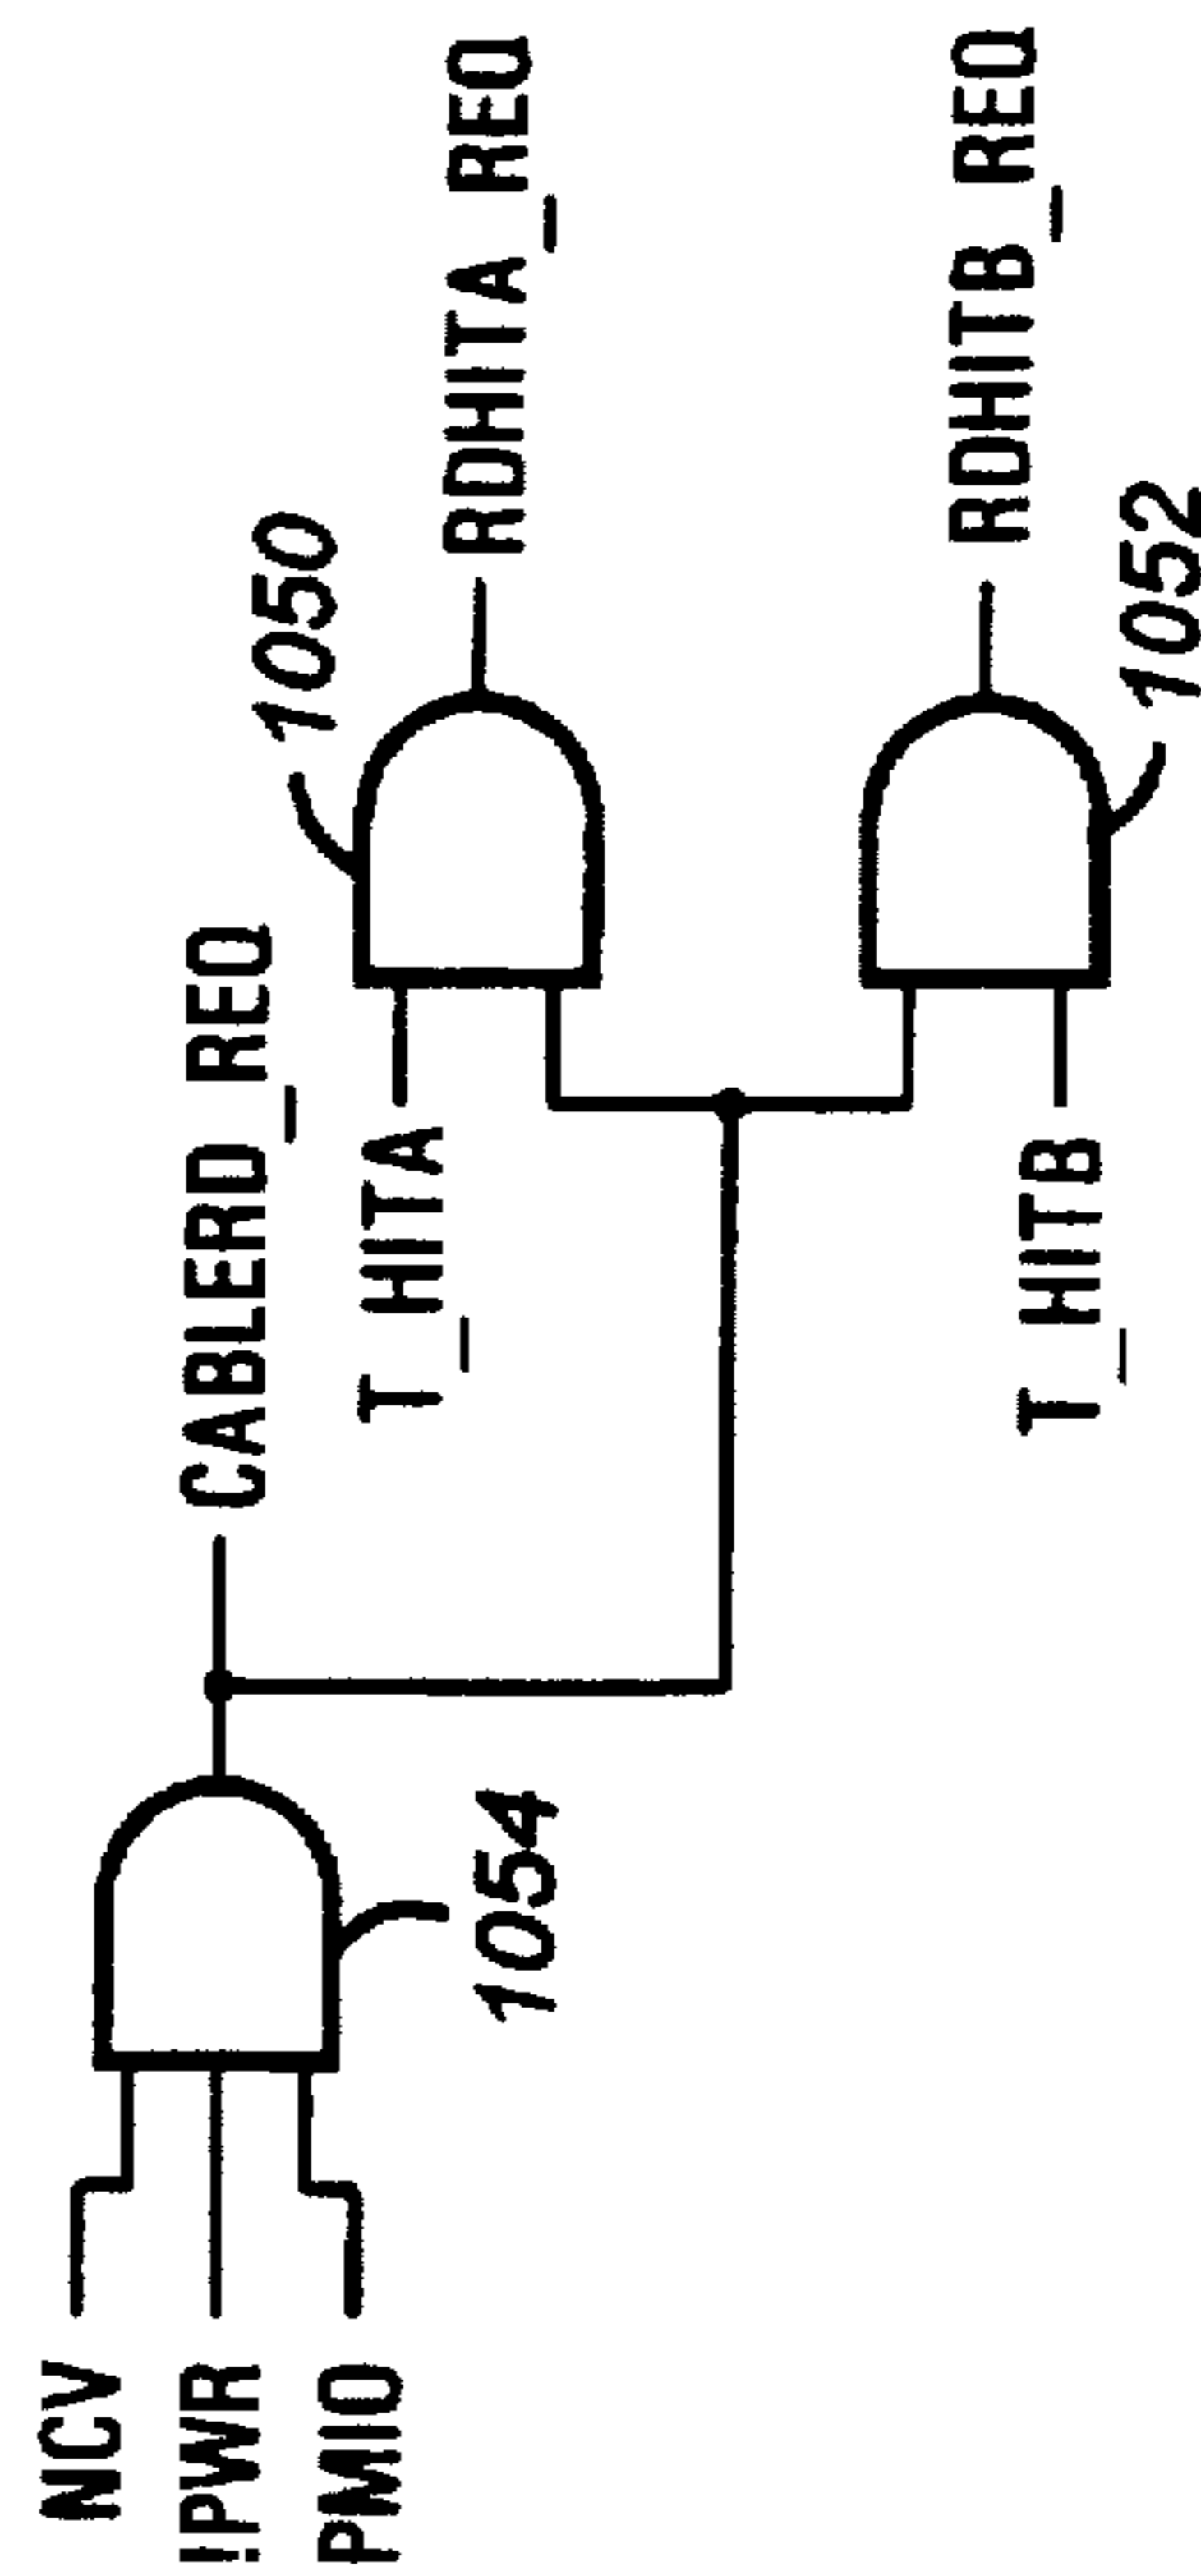 NCV
!PWR
PMIO
1054
CABLERD_REQ
T_HITA
1050
RDHITA_REQ
T_HITB
1052
RDHITB_REQ